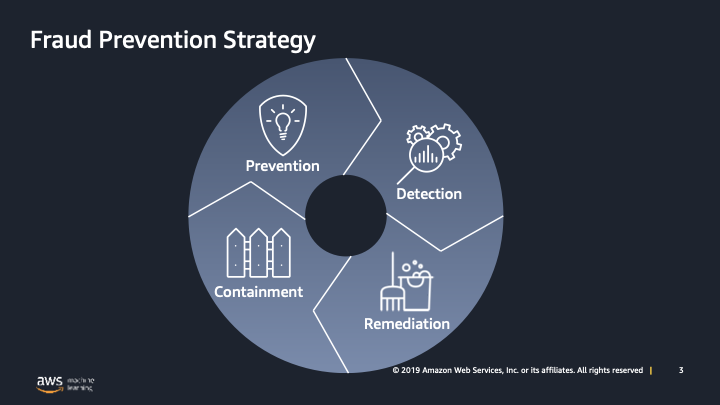 Fraud Prevention Strategy
Prevention
Detection
Containment
Remediation
© 2019 Amazon Web Services, Inc. or its affiliates. All rights reserved |
3
aws machine learning